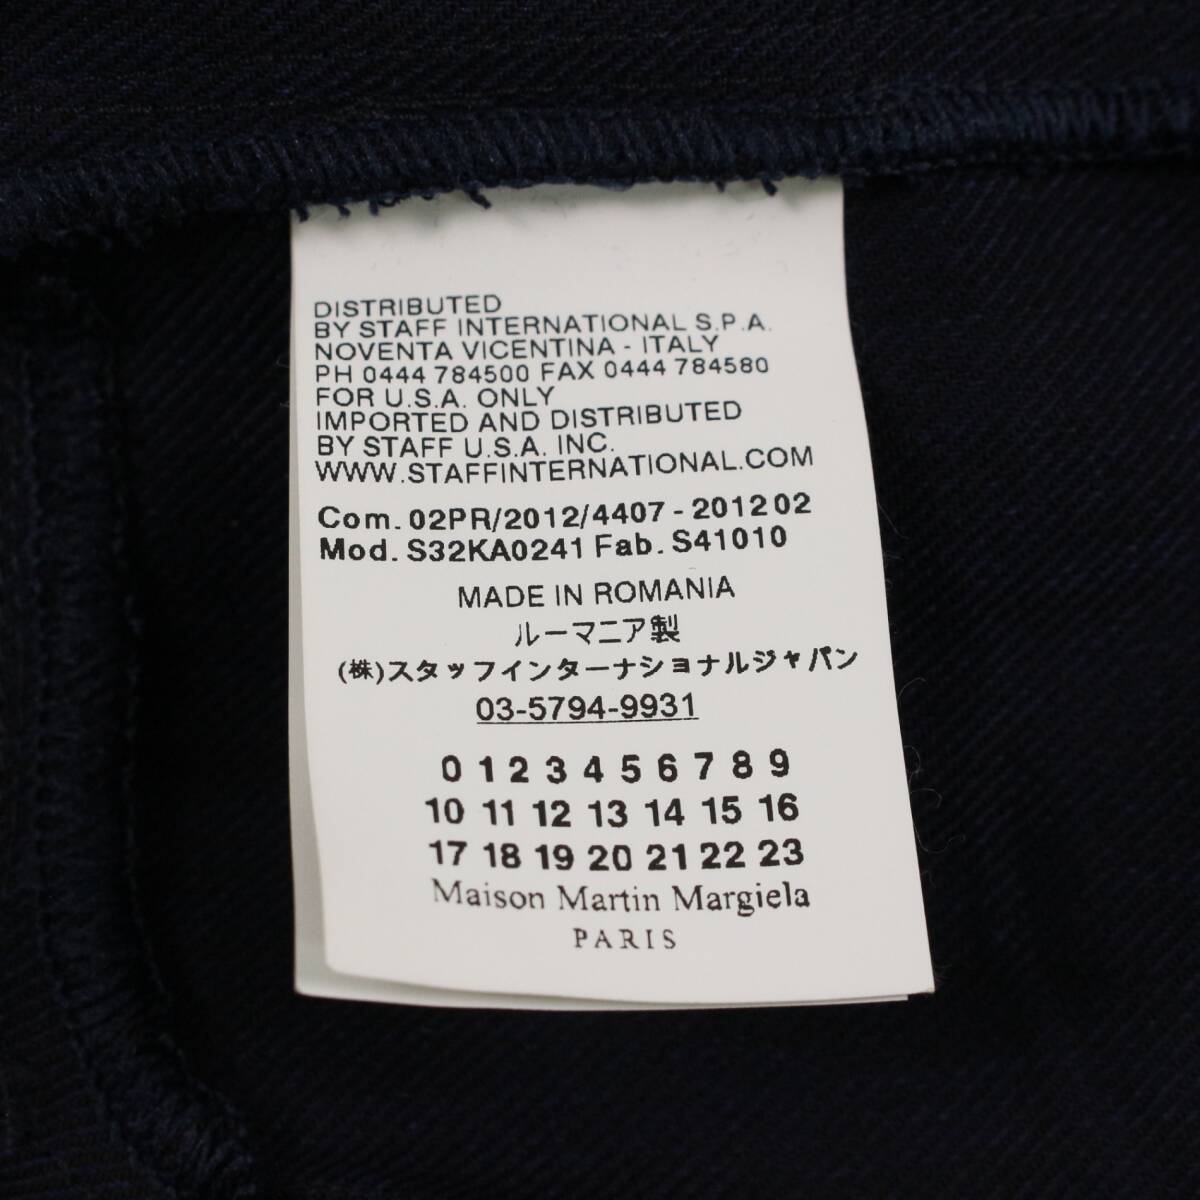 DISTRIBUTED
BY STAFF INTERNATIONAL S.P.A.
NOVENTA VICENTINA - ITALY
PH 0444 784500 FAX 0444 784580
FOR U.S.A. ONLY
IMPORTED AND DISTRIBUTED
BY STAFF U.S.A. INC.
WWW.STAFFINTERNATIONAL.COM
Com. 02PR/2012/4407 - 2012 02
Mod. S32KA0241 Fab. S41010
MADE IN ROMANIA
ルーマニア製
(株)スタッフインターナショナルジャパン
03-5794-9931
0 1 2 3 4 5 6 7 8 9
10 11 12 13 14 15 16
17 18 19 20 21 22 23
Maison Martin Margiela
PARIS